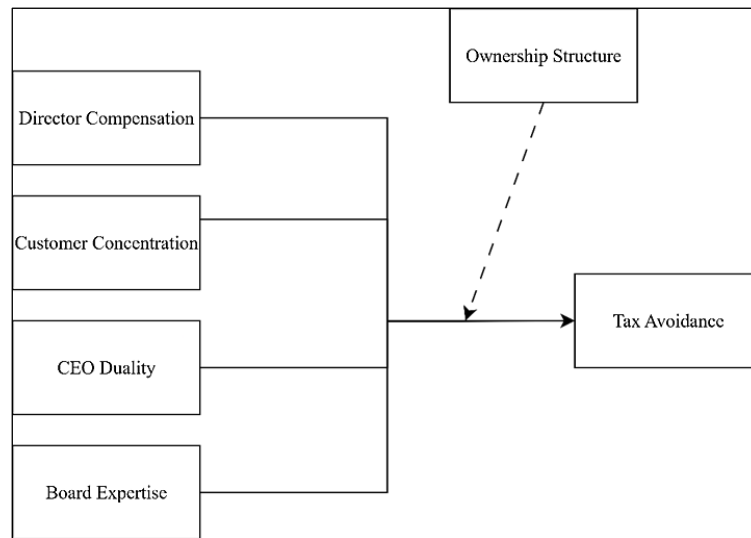 Ownership Structure
Director Compensation
Customer Concentration
Tax Avoidance
CEO Duality
Board Expertise